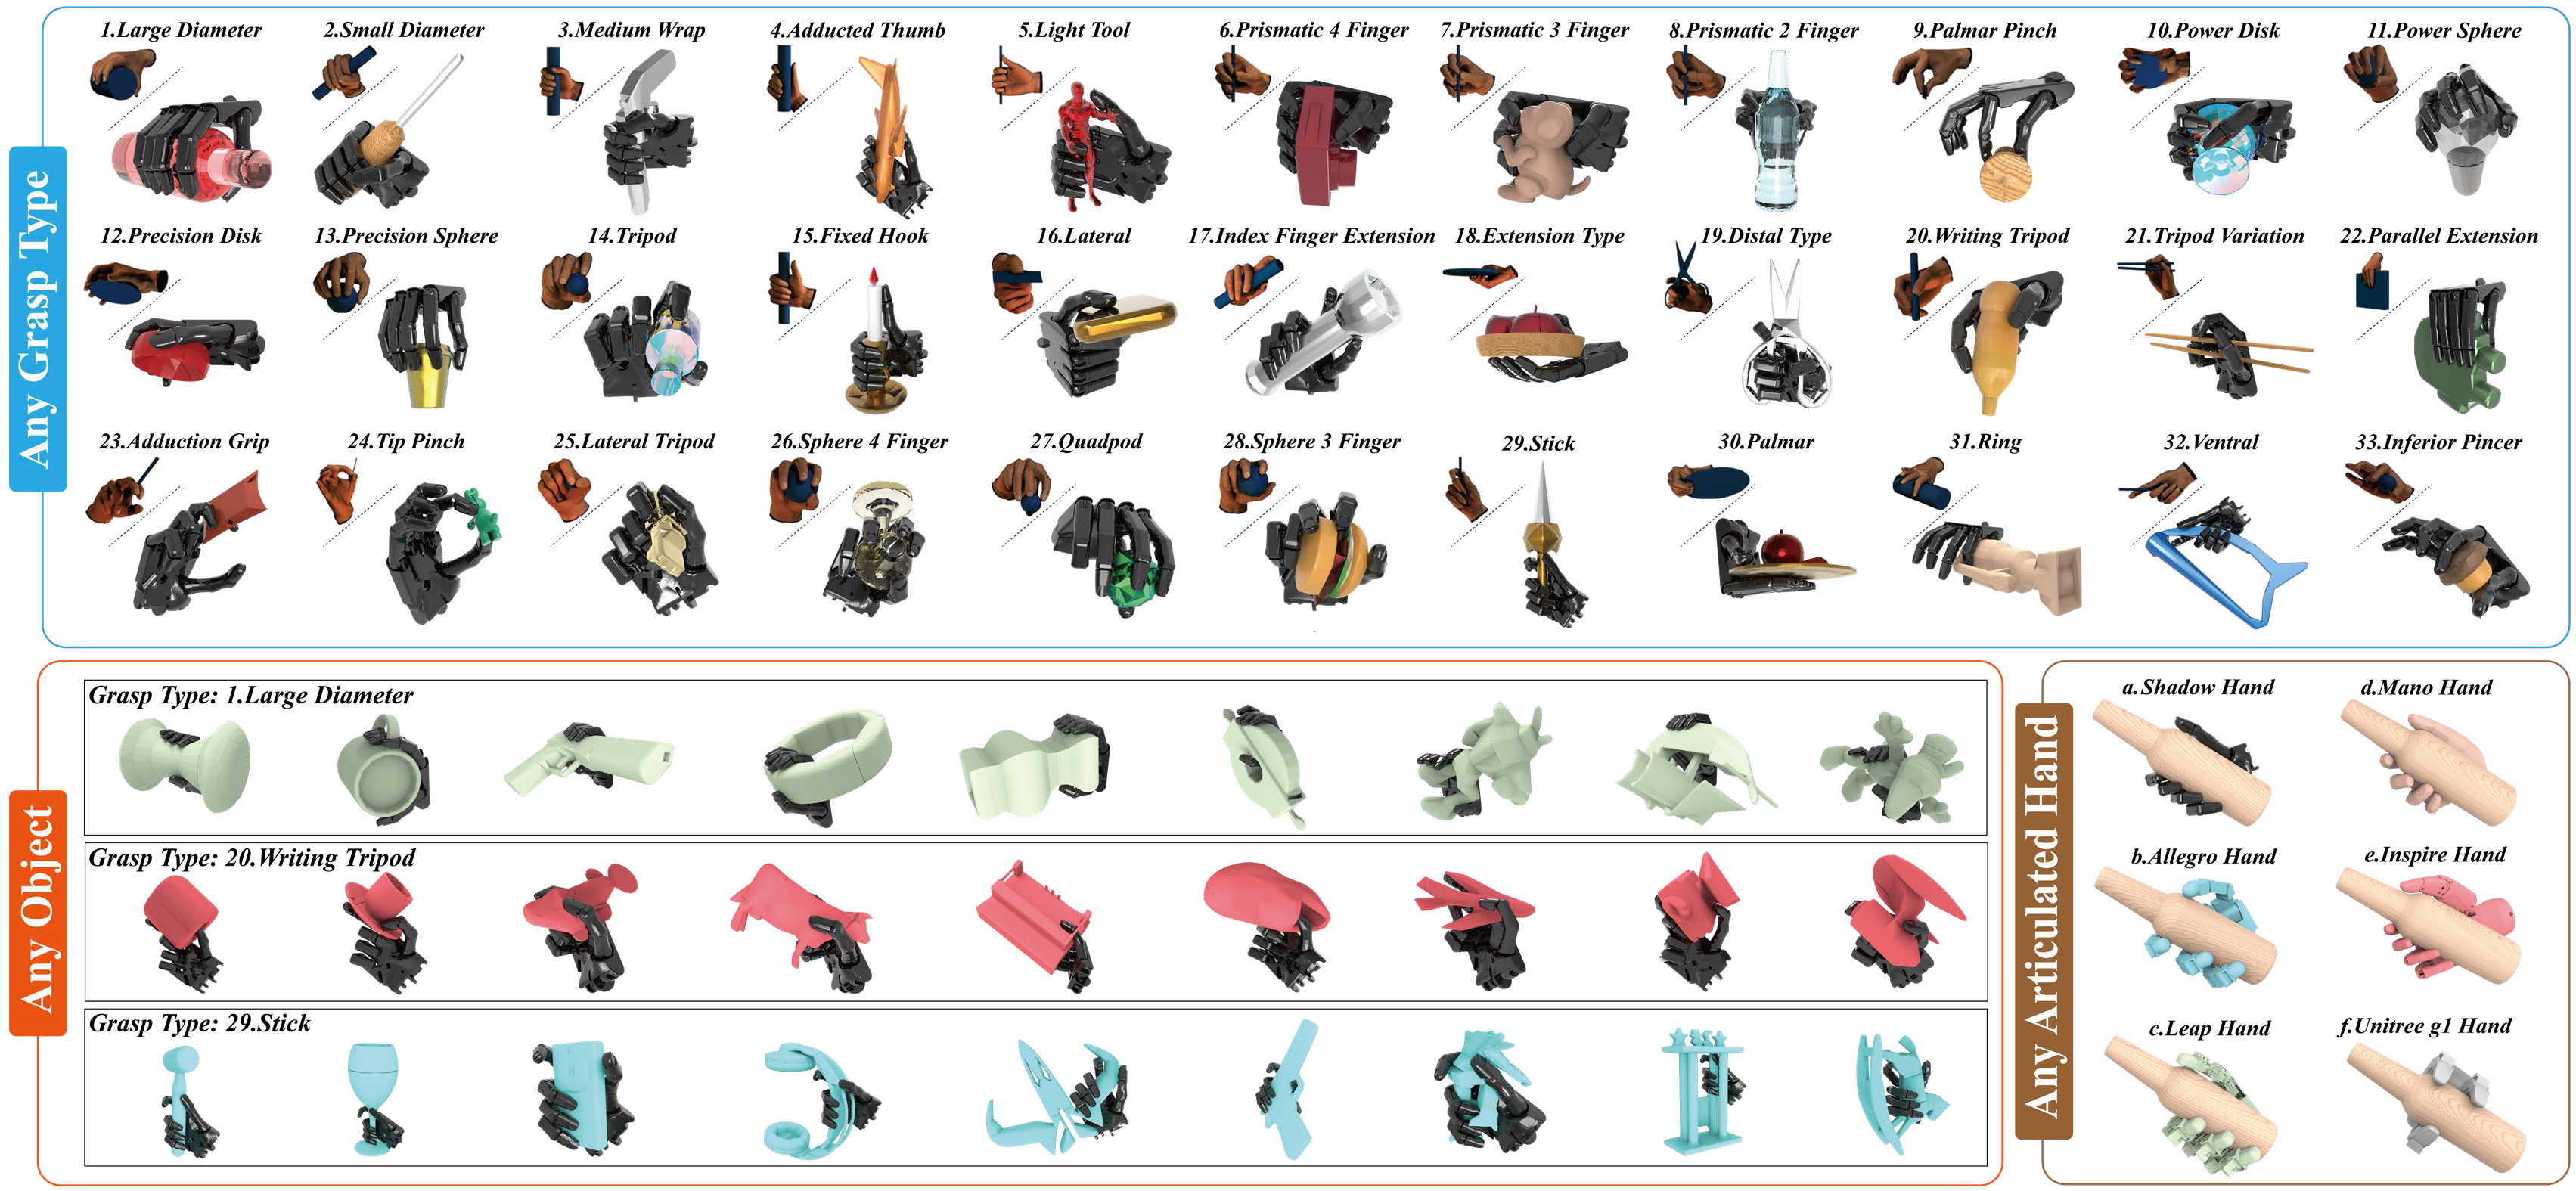 Any Grasp Type
1.Large Diameter
2.Small Diameter
3.Medium Wrap
4.Adducted Thumb
5.Light Tool
6.Prismatic 4 Finger
7.Prismatic 3 Finger
8.Prismatic 2 Finger
9.Palmar Pinch
10.Power Disk
11.Power Sphere
12.Precision Disk
13.Precision Sphere
14.Tripod
15.Fixed Hook
16.Lateral
17.Index Finger Extension
18.Extension Type
19.Distal Type
20.Writing Tripod
21.Tripod Variation
22.Parallel Extension
23.Adduction Grip
24.Tip Pinch
25.Lateral Tripod
26.Sphere 4 Finger
27.Quadpod
28.Sphere 3 Finger
29.Stick
30.Palmar
31.Ring
32.Ventral
33.Inferior Pincer
Any Object
Grasp Type: 1.Large Diameter
Grasp Type: 20.Writing Tripod
Grasp Type: 29.Stick
Any Articulated Hand
a.Shadow Hand
d.Mano Hand
b.Allegro Hand
e.Inspire Hand
c.Leap Hand
f.Unitree g1 Hand